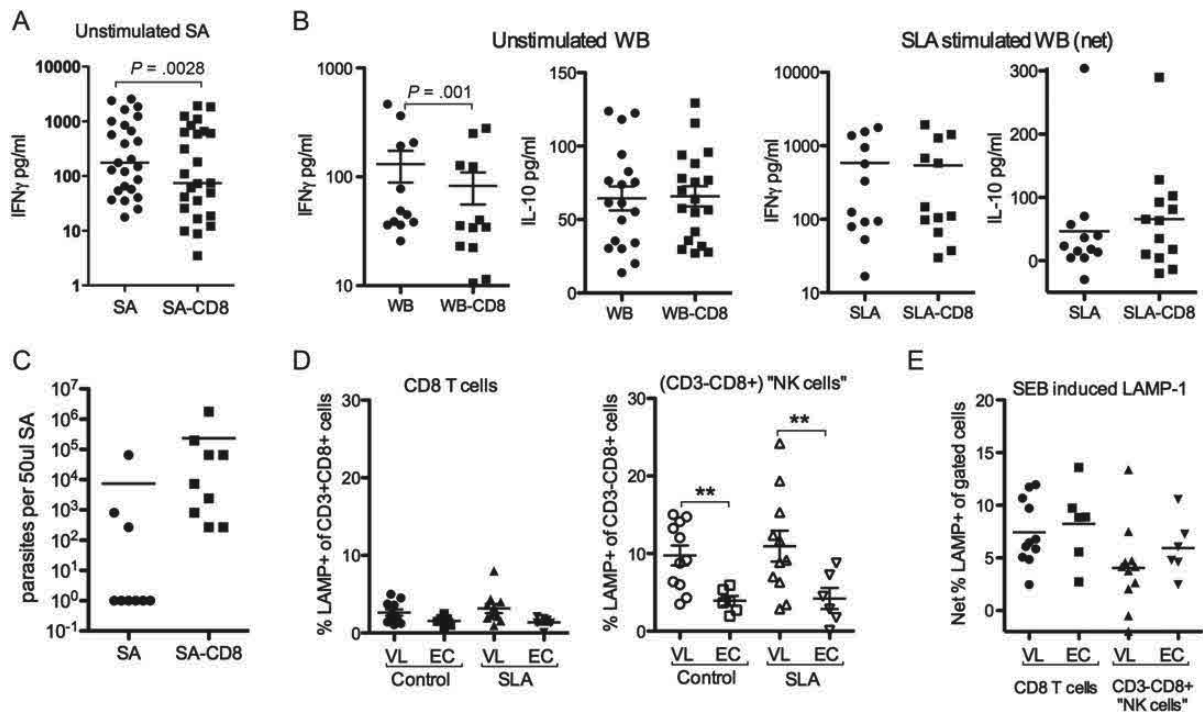 A
Unstimulated SA
IFNγ pg/ml
10000
1000
100
10
1
P = .0028
SA
SA-CD8
B
Unstimulated WB
IFNγ pg/ml
1000
100
10
P = .001
WB
WB-CD8
IL-10 pg/ml
150
100
50
0
WB
WB-CD8
SLA stimulated WB (net)
IFNγ pg/ml
10000
1000
100
10
SLA
SLA-CD8
IL-10 pg/ml
300
200
100
0
SLA
SLA-CD8
C
parasites per 50ul SA
10⁷
10⁶
10⁵
10⁴
10³
10²
10¹
10⁰
10⁻¹
SA
SA-CD8
D
CD8 T cells
% LAMP+ of CD3+CD8+ cells
30
20
10
0
VL EC VL EC
Control SLA
(CD3-CD8+) "NK cells"
% LAMP+ of CD3-CD8+ cells
30
20
10
0
**
**
VL EC VL EC
Control SLA
E
SEB induced LAMP-1
Net % LAMP+ of gated cells
20
15
10
5
0
VL EC VL EC
CD8 T cells CD3-CD8+
"NK cells"